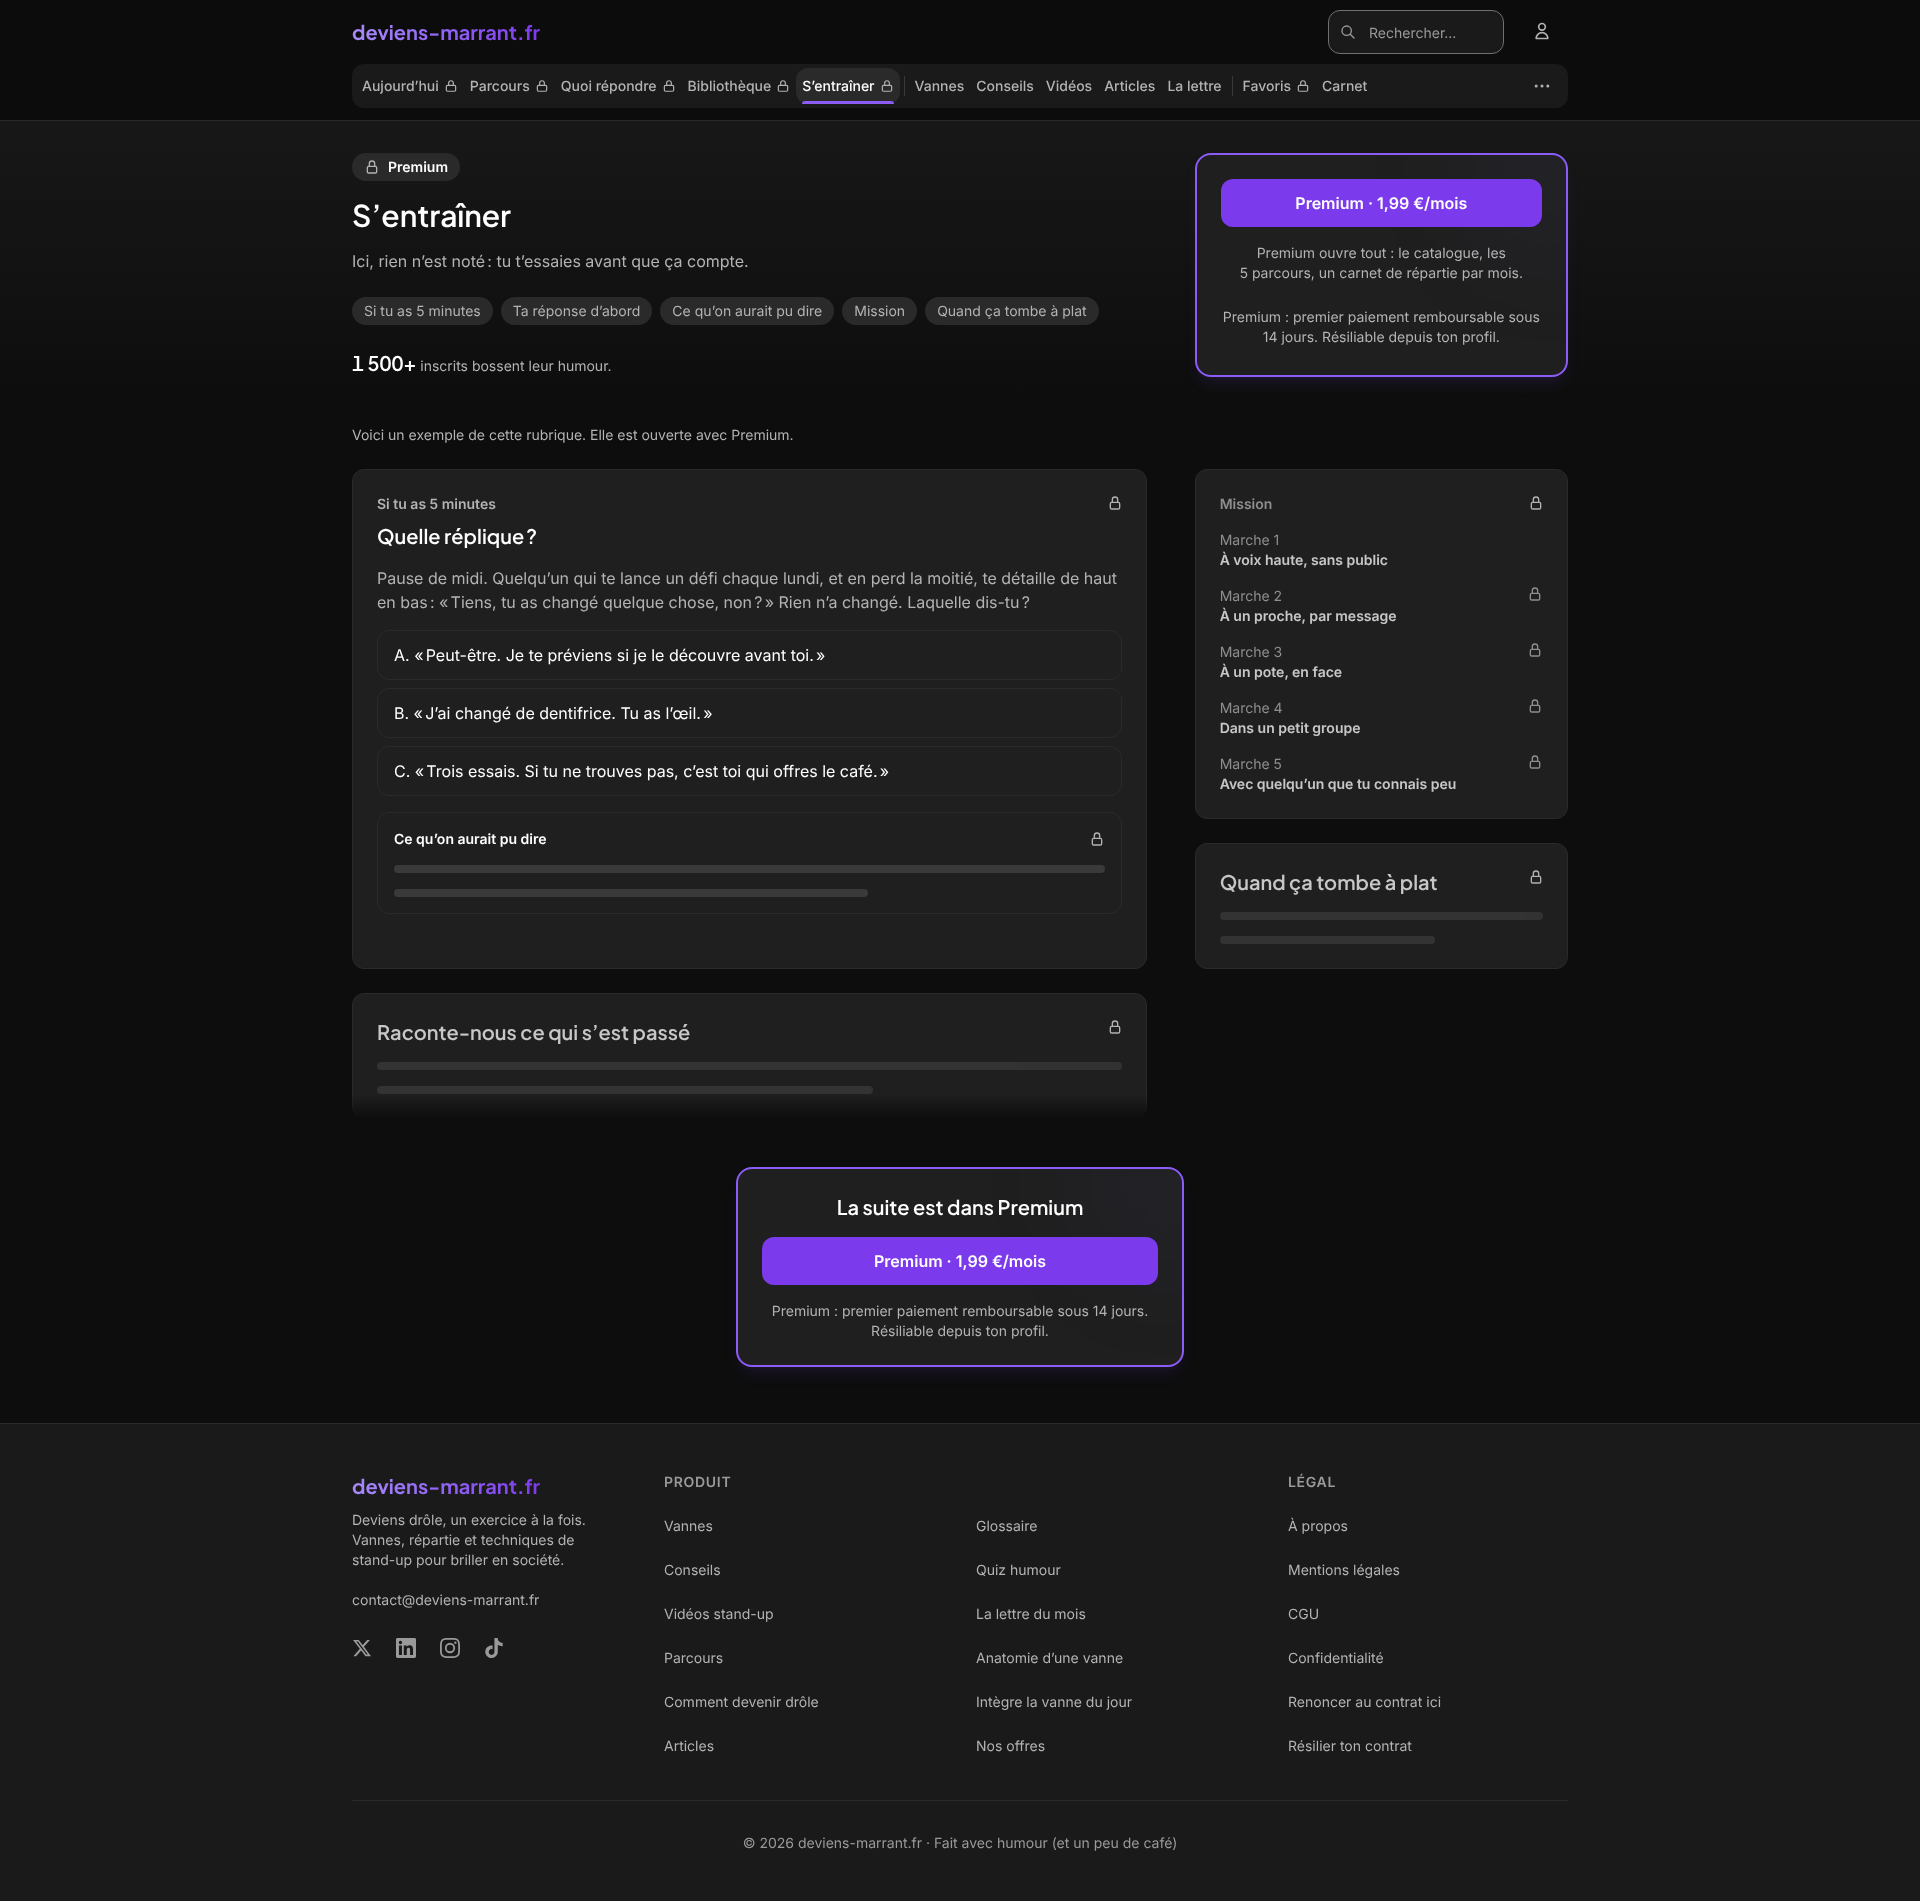 deviens-marrant.fr
Rechercher...
Aujourd’hui
Parcours
Quoi répondre
Bibliothèque
S’entraîner
Vannes
Conseils
Vidéos
Articles
La lettre
Favoris
Carnet
Premium
S’entraîner
Ici, rien n’est noté : tu t’essaies avant que ça compte.
Si tu as 5 minutes
Ta réponse d’abord
Ce qu’on aurait pu dire
Mission
Quand ça tombe à plat
1 500+ inscrits bossent leur humour.
Premium · 1,99 €/mois
Premium ouvre tout : le catalogue, les
5 parcours, un carnet de répartie par mois.
Premium : premier paiement remboursable sous
14 jours. Résiliable depuis ton profil.
Voici un exemple de cette rubrique. Elle est ouverte avec Premium.
Si tu as 5 minutes
Quelle réplique ?
Pause de midi. Quelqu’un qui te lance un défi chaque lundi, et en perd la moitié, te détaille de haut
en bas : « Tiens, tu as changé quelque chose, non ? » Rien n’a changé. Laquelle dis-tu ?
A. « Peut-être. Je te préviens si je le découvre avant toi. »
B. « J’ai changé de dentifrice. Tu as l’œil. »
C. « Trois essais. Si tu ne trouves pas, c’est toi qui offres le café. »
Ce qu’on aurait pu dire
Mission
Marche 1
À voix haute, sans public
Marche 2
À un proche, par message
Marche 3
À un pote, en face
Marche 4
Dans un petit groupe
Marche 5
Avec quelqu’un que tu connais peu
Quand ça tombe à plat
Raconte-nous ce qui s’est passé
La suite est dans Premium
Premium · 1,99 €/mois
Premium : premier paiement remboursable sous 14 jours.
Résiliable depuis ton profil.
deviens-marrant.fr
Deviens drôle, un exercice à la fois.
Vannes, répartie et techniques de
stand-up pour briller en société.
contact@deviens-marrant.fr
PRODUIT
Vannes
Conseils
Vidéos stand-up
Parcours
Comment devenir drôle
Articles
Glossaire
Quiz humour
La lettre du mois
Anatomie d’une vanne
Intègre la vanne du jour
Nos offres
LÉGAL
À propos
Mentions légales
CGU
Confidentialité
Renoncer au contrat ici
Résilier ton contrat
© 2026 deviens-marrant.fr · Fait avec humour (et un peu de café)